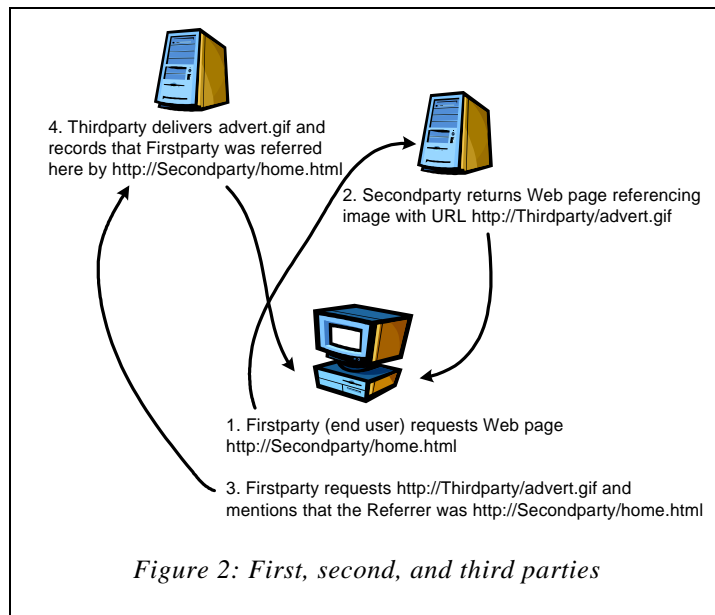 4. Thirdparty delivers advert.gif and
records that Firstparty was referred
here by http://Secondparty/home.html
2. Secondparty returns Web page referencing
image with URL http://Thirdparty/advert.gif
1. Firstparty (end user) requests Web page
http://Secondparty/home.html
3. Firstparty requests http://Thirdparty/advert.gif and
mentions that the Referrer was http://Secondparty/home.html
Figure 2: First, second, and third parties